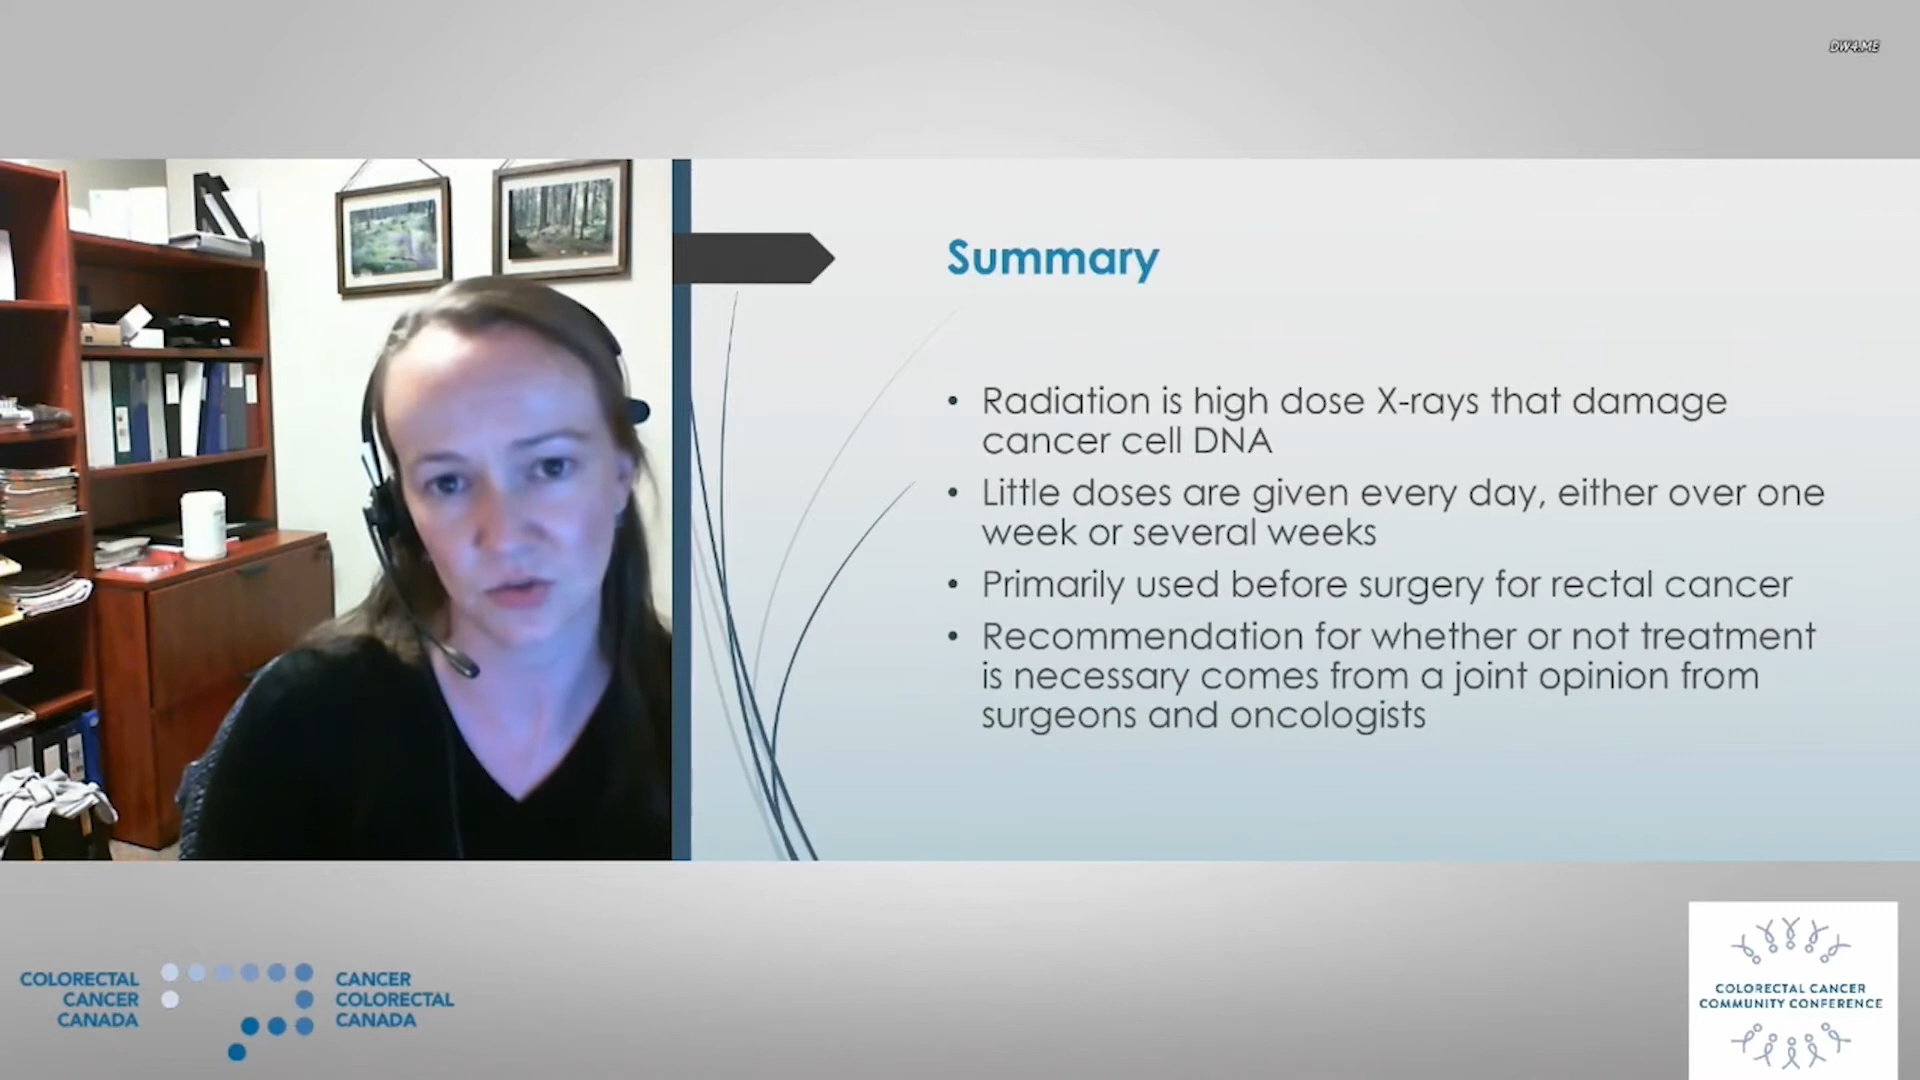 DW4.ME
Summary
• Radiation is high dose X-rays that damage
cancer cell DNA
• Little doses are given every day, either over one
week or several weeks
• Primarily used before surgery for rectal cancer
• Recommendation for whether or not treatment
is necessary comes from a joint opinion from
surgeons and oncologists
COLORECTAL
CANCER
CANADA
CANCER
COLORECTAL
CANADA
COLORECTAL CANCER
COMMUNITY CONFERENCE